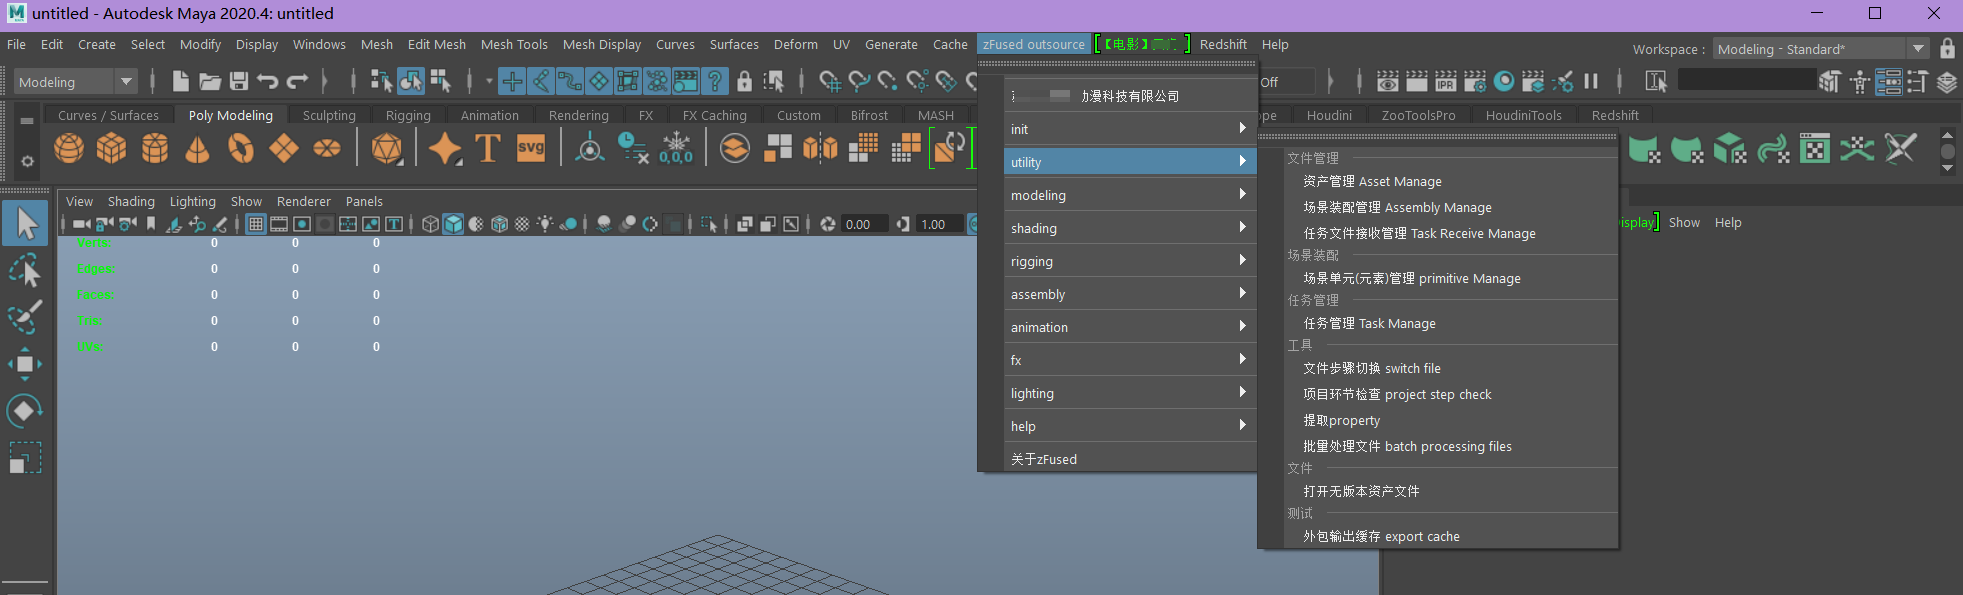 untitled - Autodesk Maya 2020.4: untitled
File Edit Create Select Modify Display Windows Mesh Edit Mesh Mesh Tools Mesh Display Curves Surfaces Deform UV Generate Cache zFused outsource 【电影】 Redshift Help
Workspace : Modeling - Standard*
Modeling
Off
IPR
Curves / Surfaces Poly Modeling Sculpting Rigging Animation Rendering FX FX Caching Custom Bifrost MASH
Houdini ZooToolsPro HoudiniTools Redshift
T svg 0,0,0
View Shading Lighting Show Renderer Panels
0.00 1.00
Show Help
Verts: 0 0 0
Edges: 0 0 0
Faces: 0 0 0
Tris: 0 0 0
UVs: 0 0 0
漫科技有限公司
init
utility
modeling
shading
rigging
assembly
animation
fx
lighting
help
关于zFused
文件管理
资产管理 Asset Manage
场景装配管理 Assembly Manage
任务文件接收管理 Task Receive Manage
场景装配
场景单元(元素)管理 primitive Manage
任务管理
任务管理 Task Manage
工具
文件步骤切换 switch file
项目环节检查 project step check
提取property
批量处理文件 batch processing files
文件
打开无版本资产文件
测试
外包输出缓存 export cache